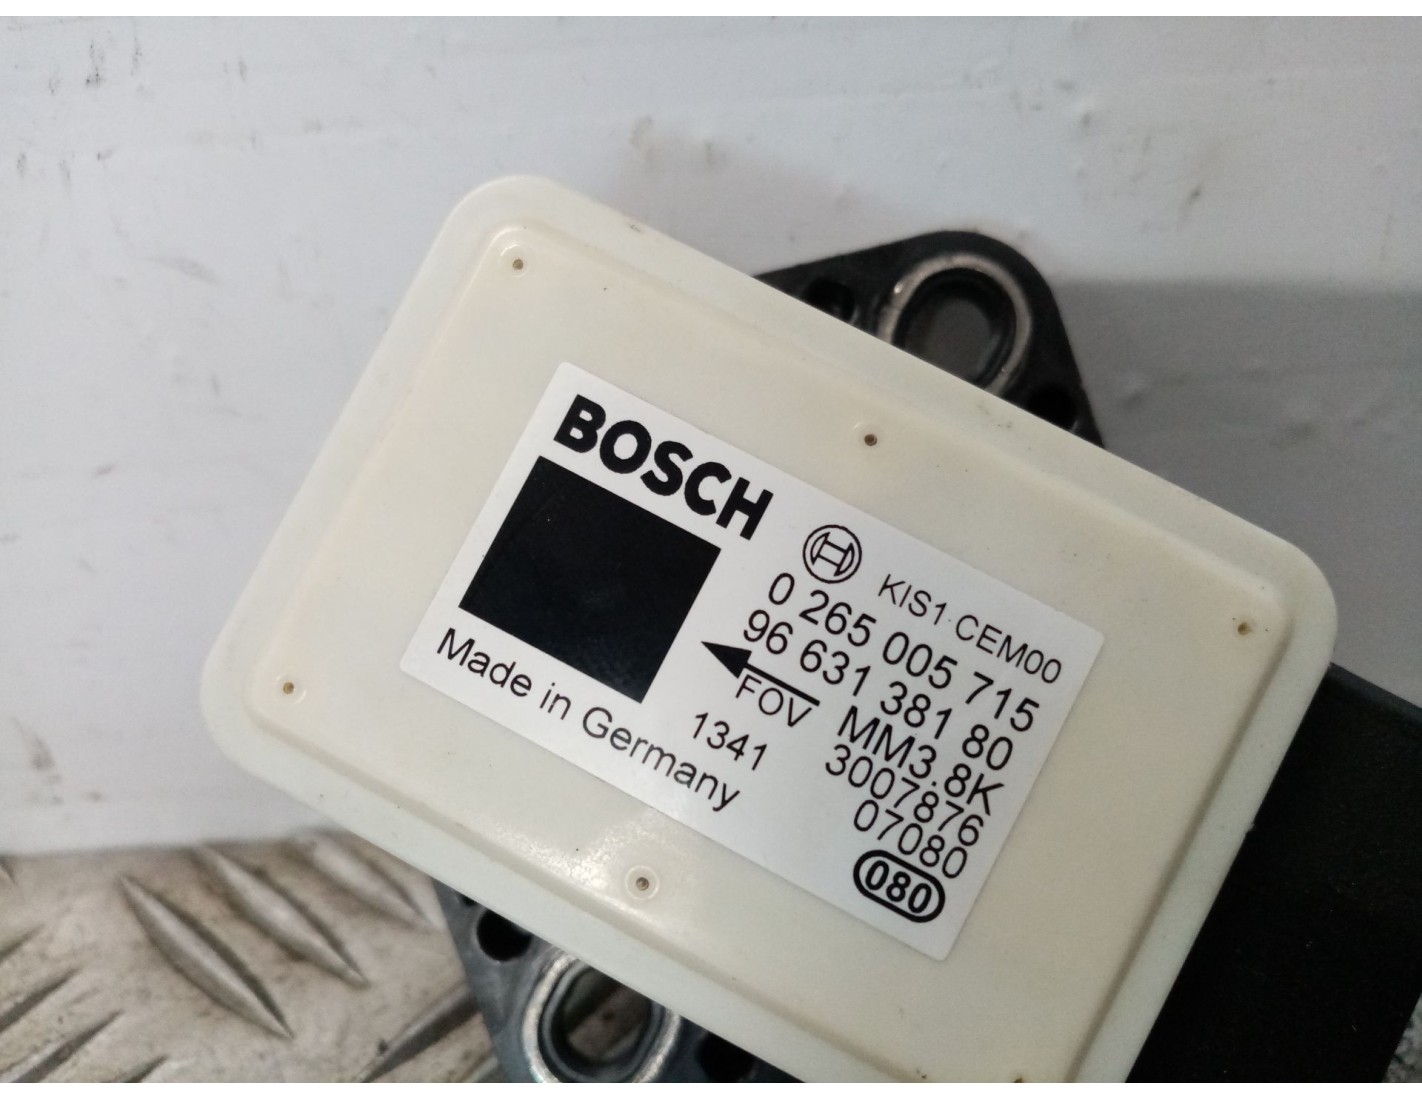 BOSCH
KIS1 CEM00
0 265 005 715
96 631 381 80
FOV MM3.8K
1341 3007876
07080
Made in Germany
080